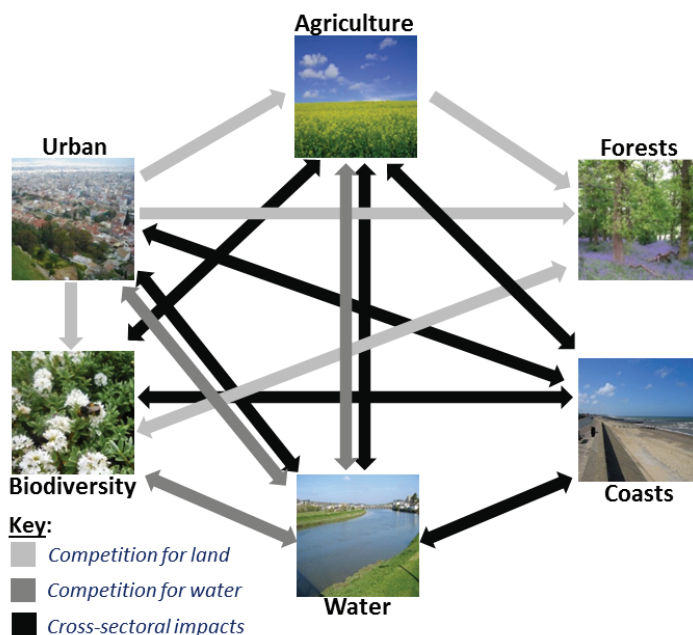 Agriculture
Urban
Forests
Biodiversity
Coasts
Water
Key:
Competition for land
Competition for water
Cross-sectoral impacts